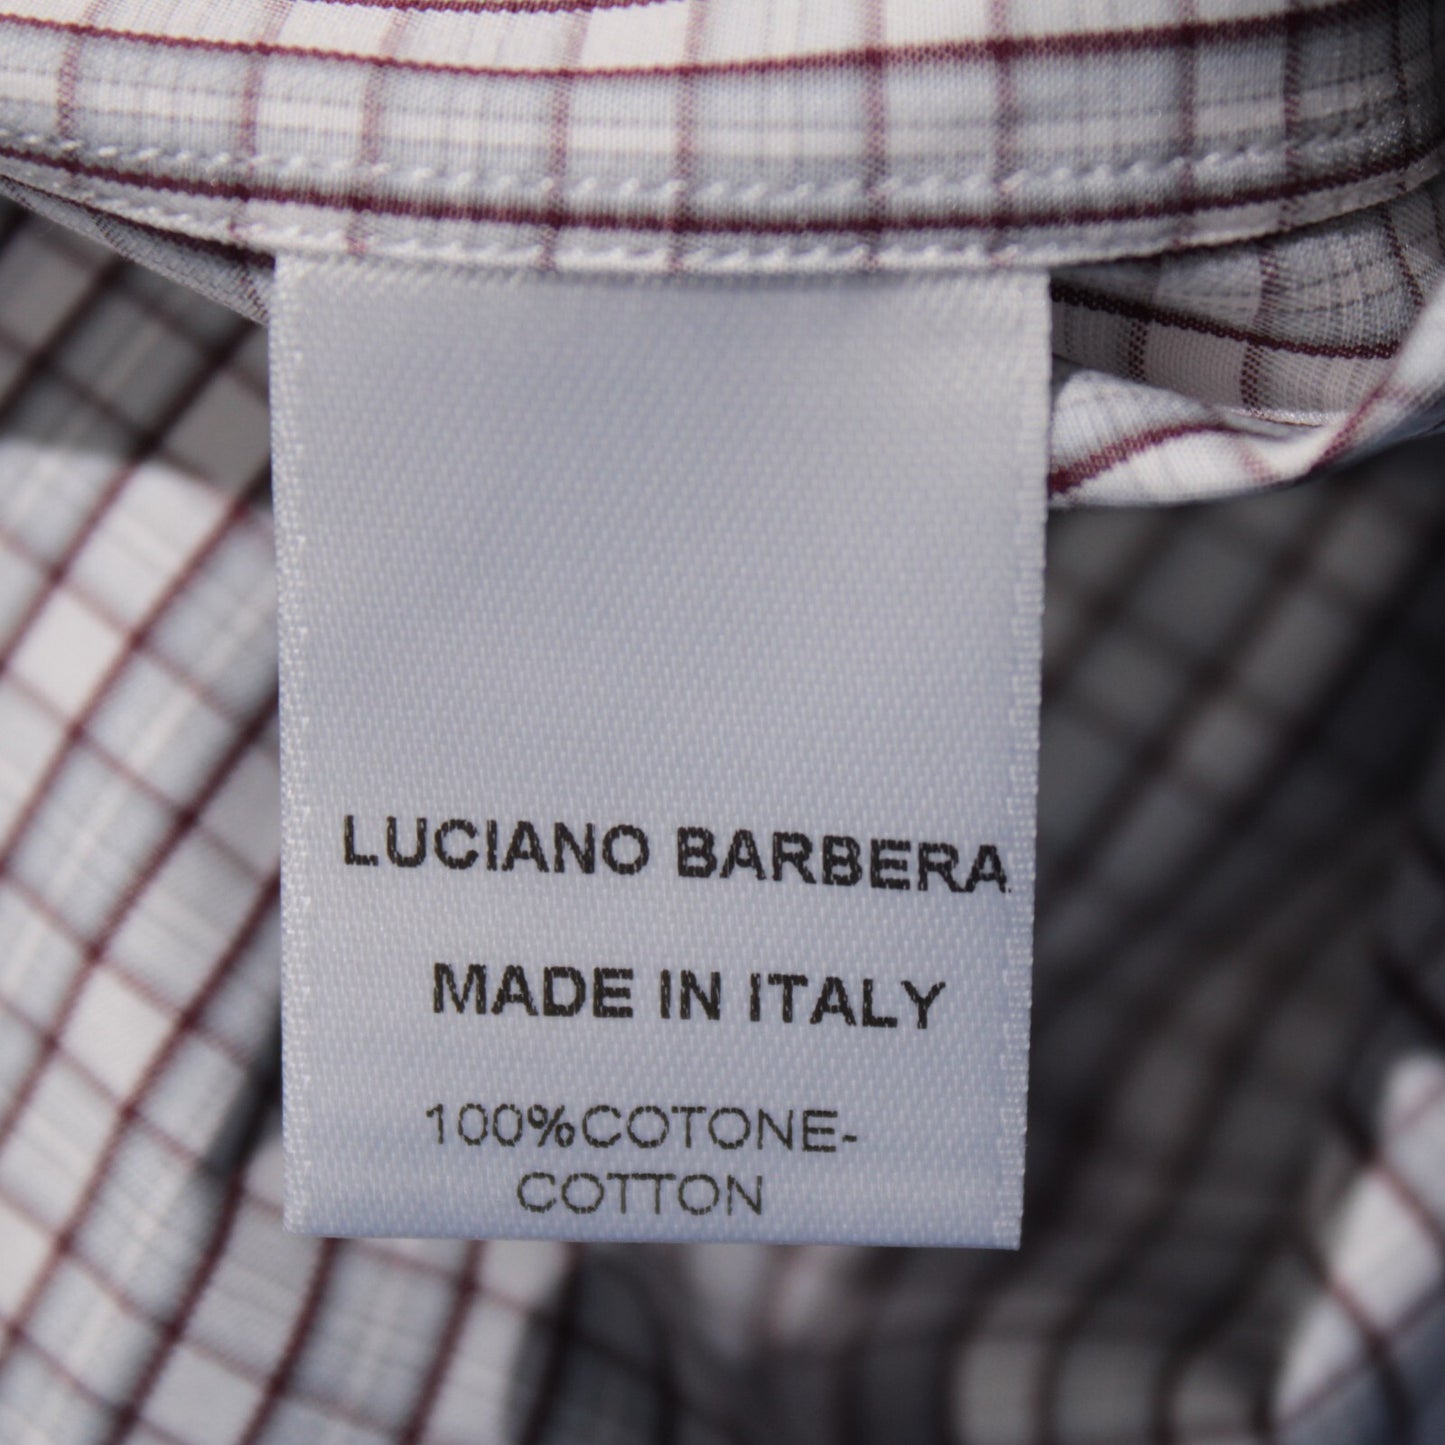 LUCIANO BARBERA
MADE IN ITALY
100%COTONE-
COTTON